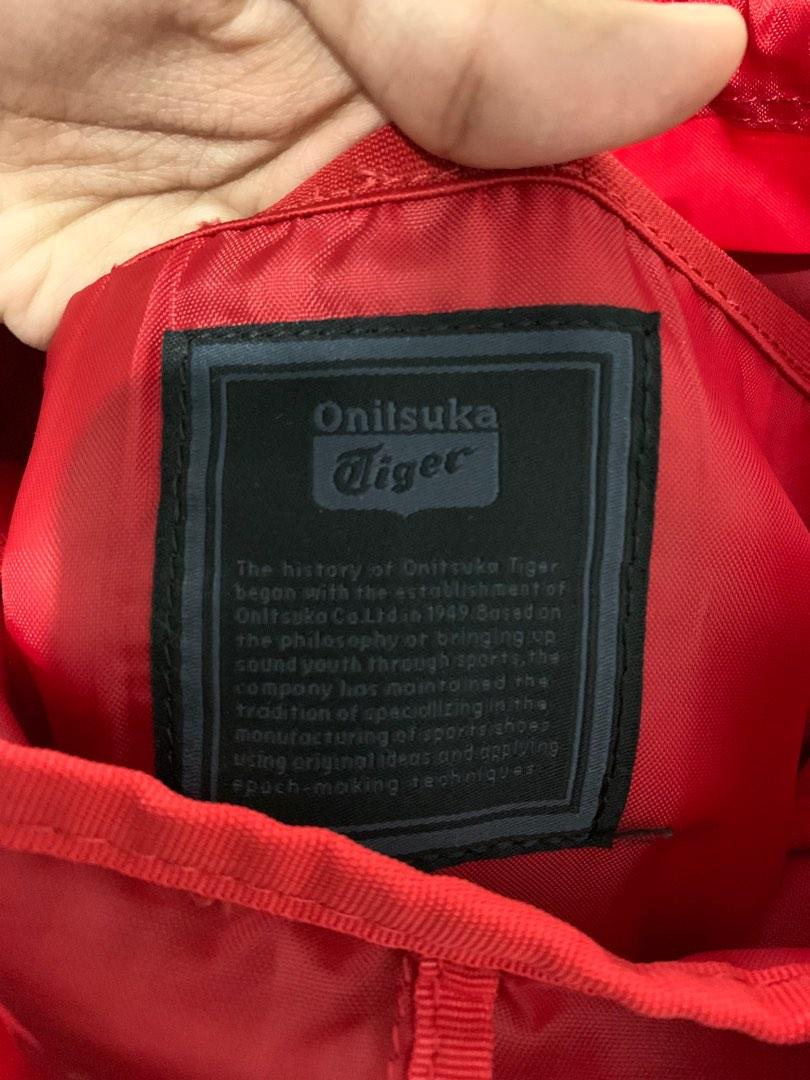 Onitsuka
Tiger
The history of Onitsuka Tiger
began with the establishment of
Onitsuka Co.Ltd.in 1949.Based on
the philosophy of bringing up
sound youth through sports,the
company has maintained the
tradition of speciallizing in the
manufacturing of sports shoes
using original ideas and applying
epoch-making techniques.